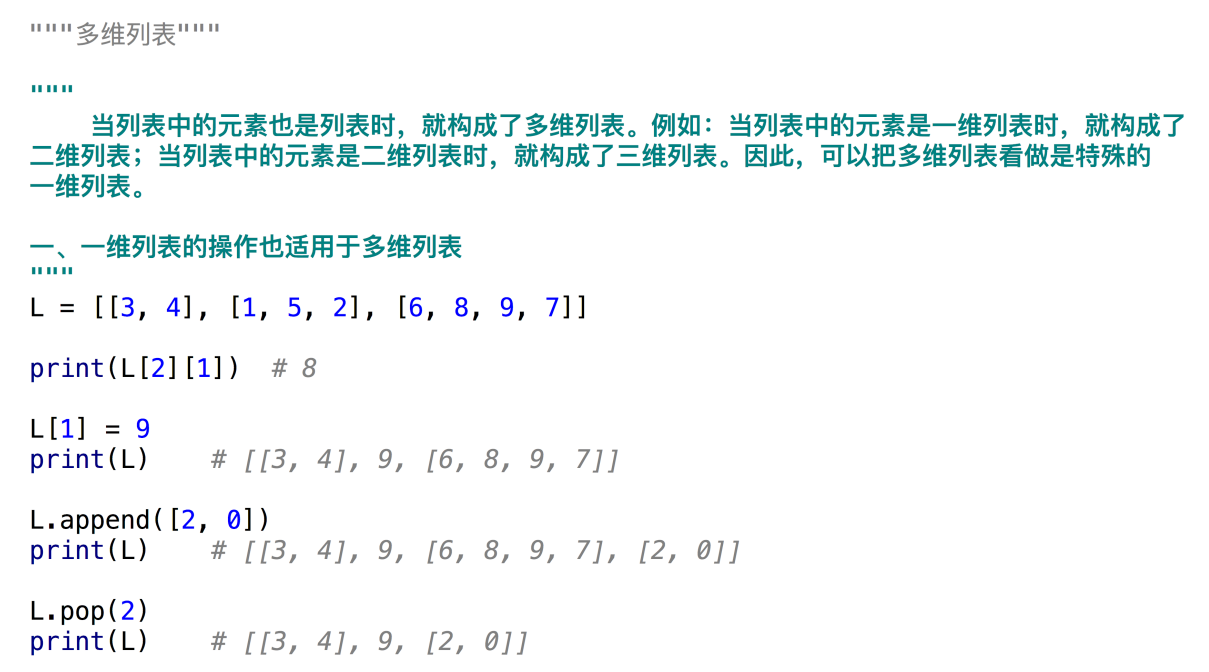 """多维列表"""
"""
当列表中的元素也是列表时，就构成了多维列表。例如：当列表中的元素是一维列表时，就构成了
二维列表；当列表中的元素是二维列表时，就构成了三维列表。因此，可以把多维列表看做是特殊的
一维列表。
一、一维列表的操作也适用于多维列表
"""
L = [[3, 4], [1, 5, 2], [6, 8, 9, 7]]
print(L[2][1])  # 8
L[1] = 9
print(L)    # [[3, 4], 9, [6, 8, 9, 7]]
L.append([2, 0])
print(L)    # [[3, 4], 9, [6, 8, 9, 7], [2, 0]]
L.pop(2)
print(L)    # [[3, 4], 9, [2, 0]]